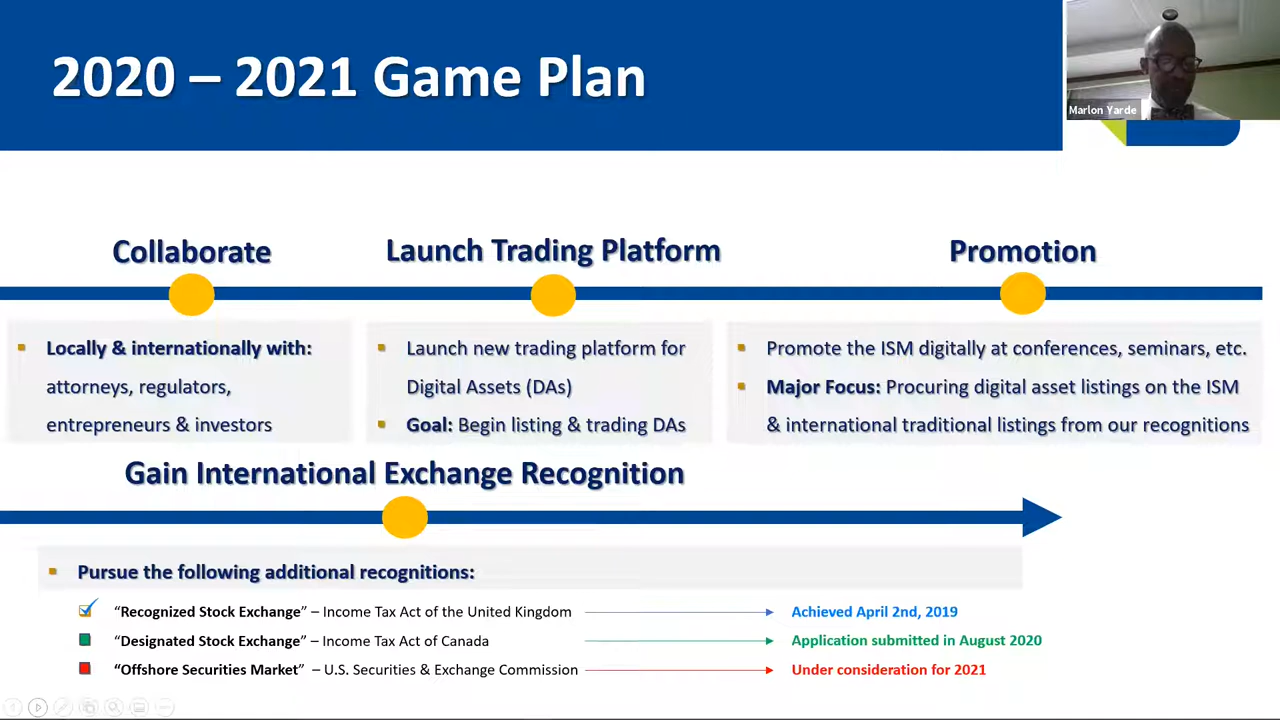 2020 – 2021 Game Plan
Marlon Yarde
Collaborate
Launch Trading Platform
Promotion
Locally & internationally with:
attorneys, regulators,
entrepreneurs & investors
Launch new trading platform for
Digital Assets (DAs)
Goal: Begin listing & trading DAs
Promote the ISM digitally at conferences, seminars, etc.
Major Focus: Procuring digital asset listings on the ISM
& international traditional listings from our recognitions
Gain International Exchange Recognition
Pursue the following additional recognitions:
“Recognized Stock Exchange” – Income Tax Act of the United Kingdom
Achieved April 2nd, 2019
“Designated Stock Exchange” – Income Tax Act of Canada
Application submitted in August 2020
“Offshore Securities Market” – U.S. Securities & Exchange Commission
Under consideration for 2021